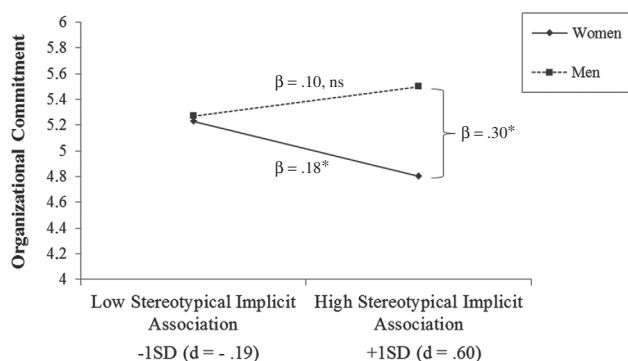 6
5.8
5.6
5.4
5.2
5
4.8
4.6
4.4
4.2
4
Organizational Commitment
β = .10, ns
β = .18*
β = .30*
Women
Men
Low Stereotypical Implicit
Association
-1SD (d = - .19)
High Stereotypical Implicit
Association
+1SD (d = .60)